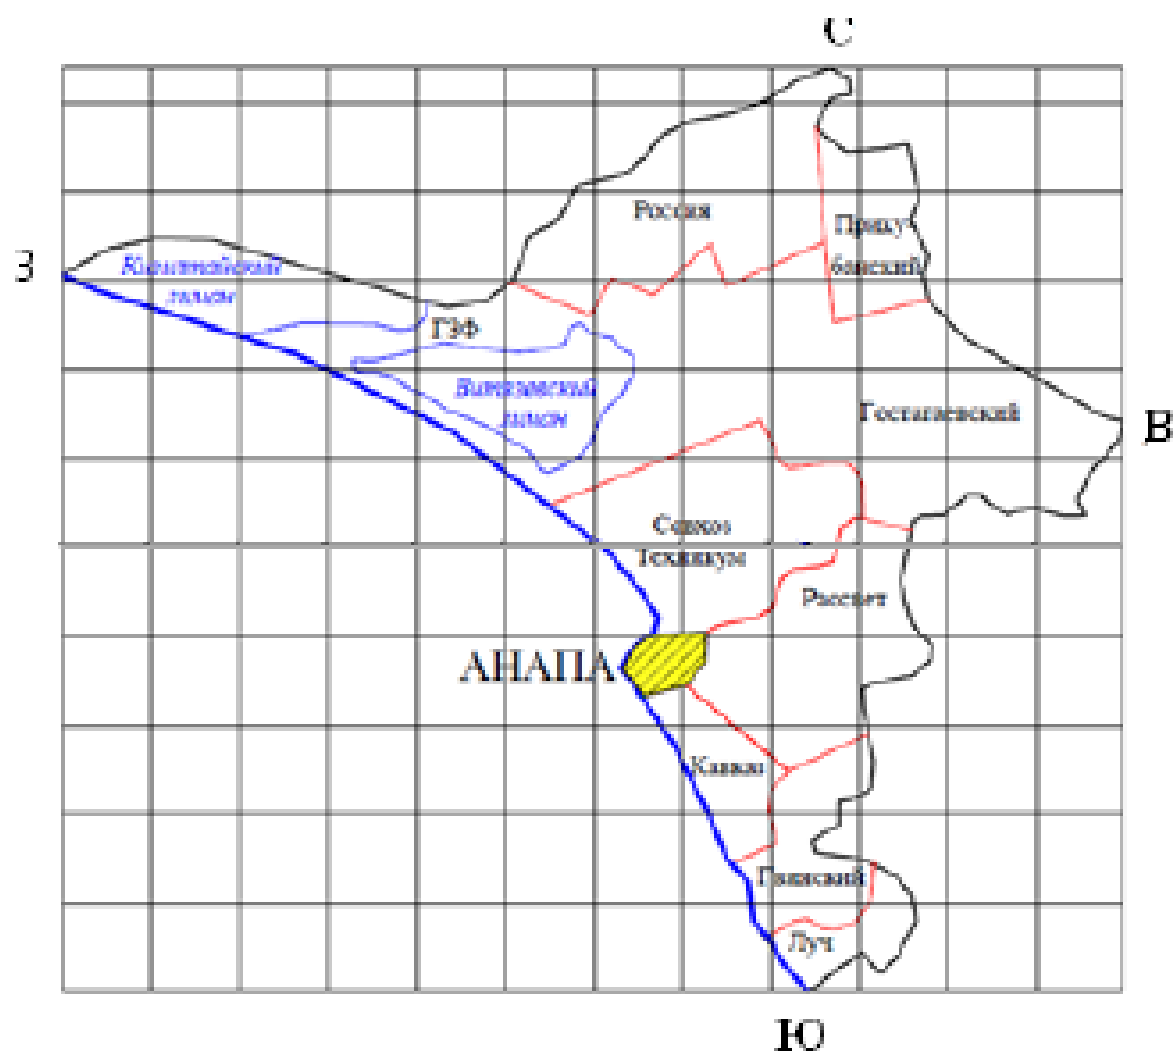 С
Россия
Прику-
банский
З
Кизилташский
лиман
ГЭФ
Витязевский
лиман
Гостагаевский
В
Совхоз
Техникум
Рассвет
АНАПА
Кавказ
Луч
Ю